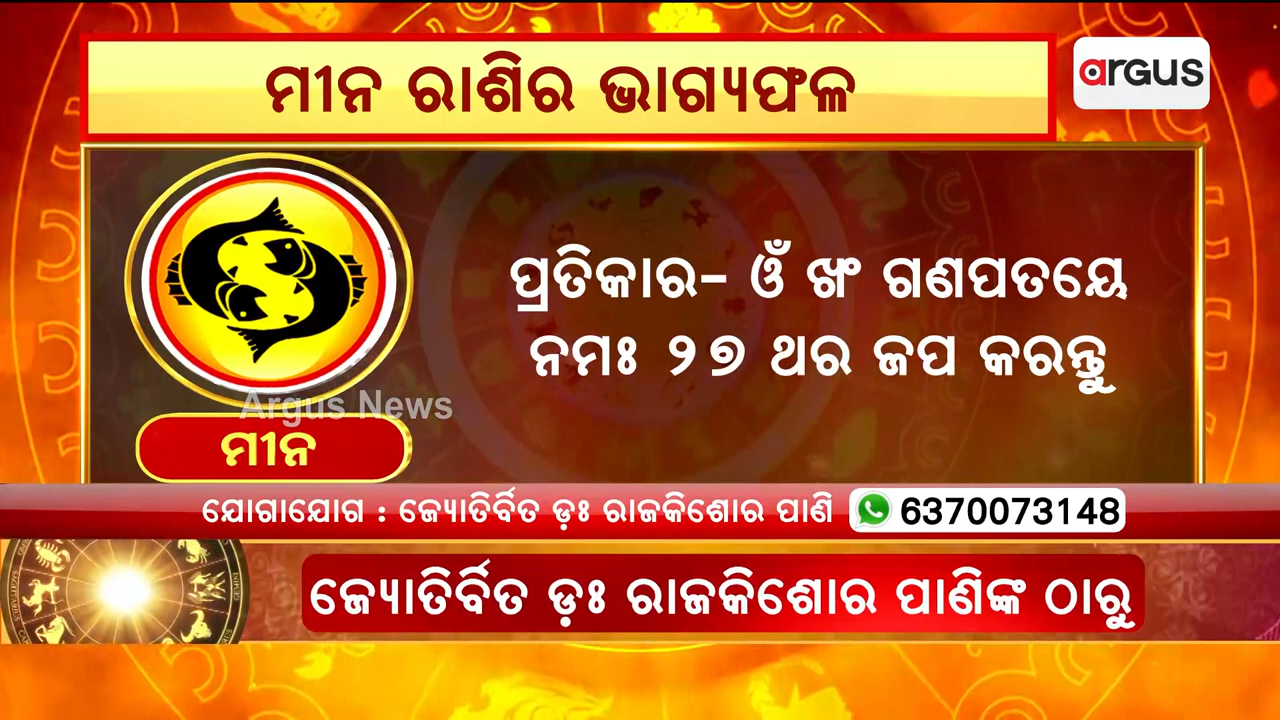 ମୀନ ରାଶିର ଭାଗ୍ୟଫଳ
argus
ପ୍ରତିକାର- ଓଁ ଖଂ ଗଣପତୟେ
ନମଃ ୨୭ ଥର ଜପ କରନ୍ତୁ
Argus News
ମୀନ
ଯୋଗାଯୋଗ : ଜ୍ୟୋତିର୍ବିତ ଡ଼ଃ ରାଜକିଶୋର ପାଣି 6370073148
ଜ୍ୟୋତିର୍ବିତ ଡ଼ଃ ରାଜକିଶୋର ପାଣିଙ୍କ ଠାରୁ